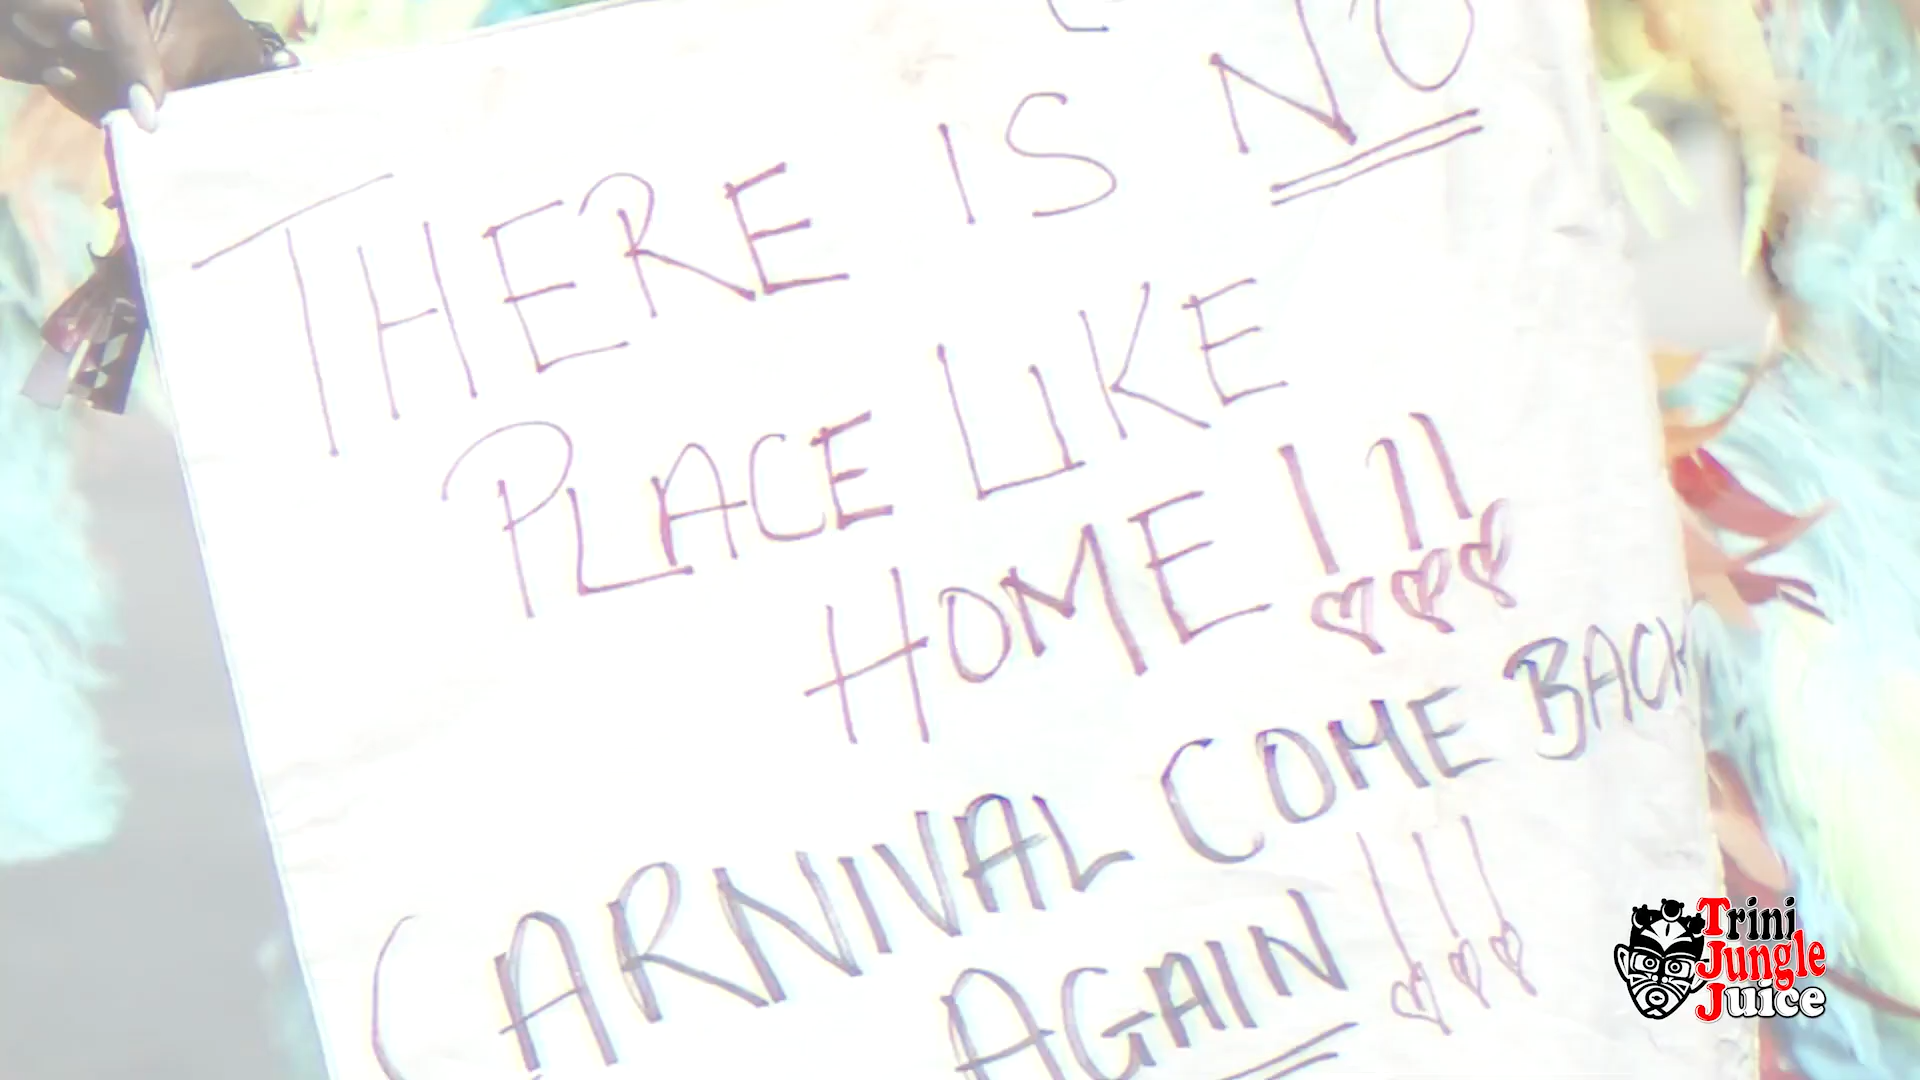 THERE IS NO
PLACE LIKE
HOME!!!
CARNIVAL COME BACK
AGAIN!!!
Trini
Jungle
Juice